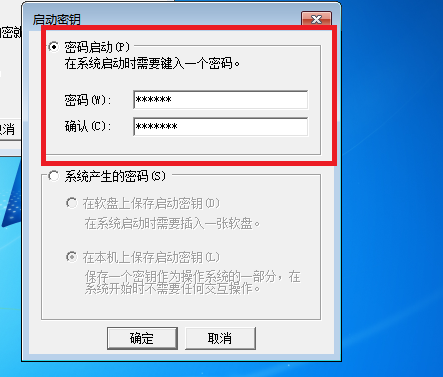 启动密钥
密就
密码启动(P)
在系统启动时需要键入一个密码。
密码(W): ******
确认(C): *******
取消
系统产生的密码(S)
在软盘上保存启动密钥(D)
在系统启动时需要插入一张软盘。
在本机上保存启动密钥(L)
保存一个密钥作为操作系统的一部分，在
系统开始时不需要任何交互操作。
确定 取消